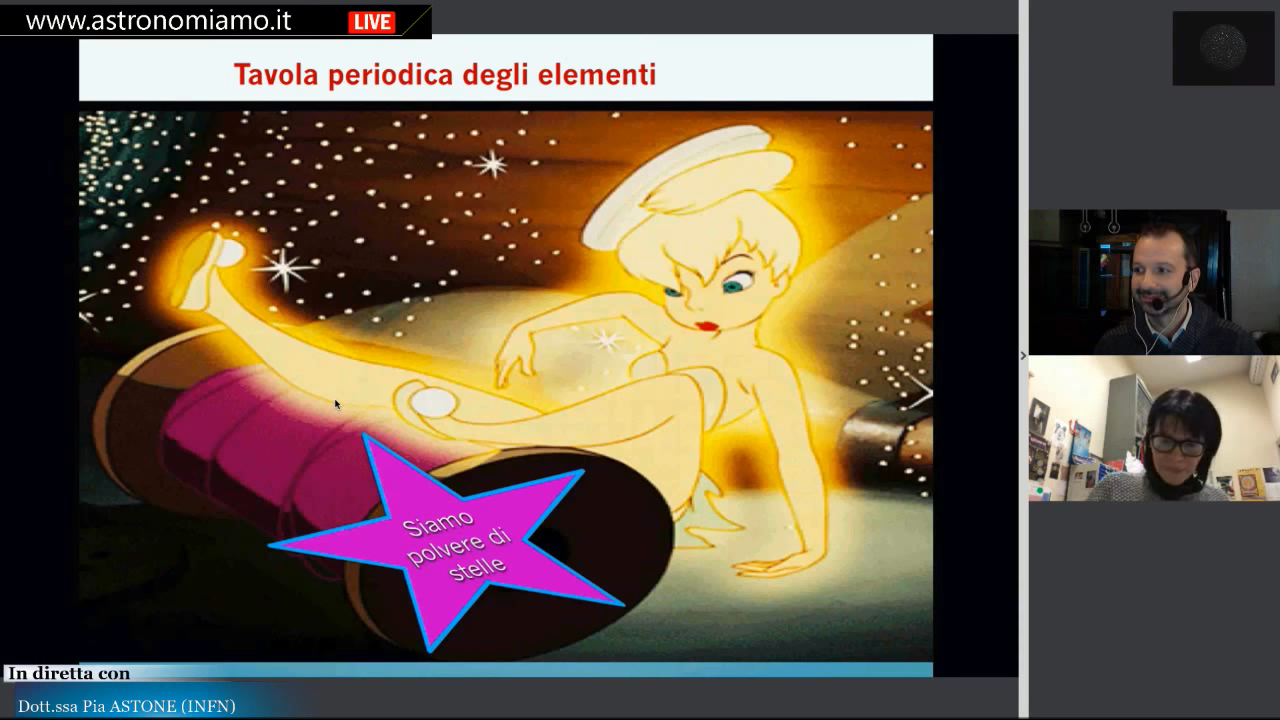 www.astronomiamo.it LIVE
Tavola periodica degli elementi
Siamo
polvere di
stelle
In diretta con
Dott.ssa Pia ASTONE (INFN)